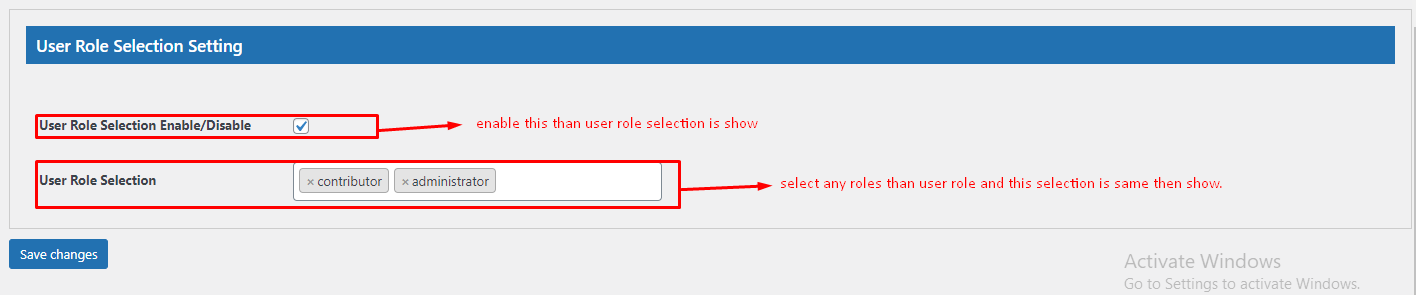 User Role Selection Setting
User Role Selection Enable/Disable
enable this than user role selection is show
User Role Selection
× contributor × administrator
select any roles than user role and this selection is same then show.
Save changes
Activate Windows
Go to Settings to activate Windows.